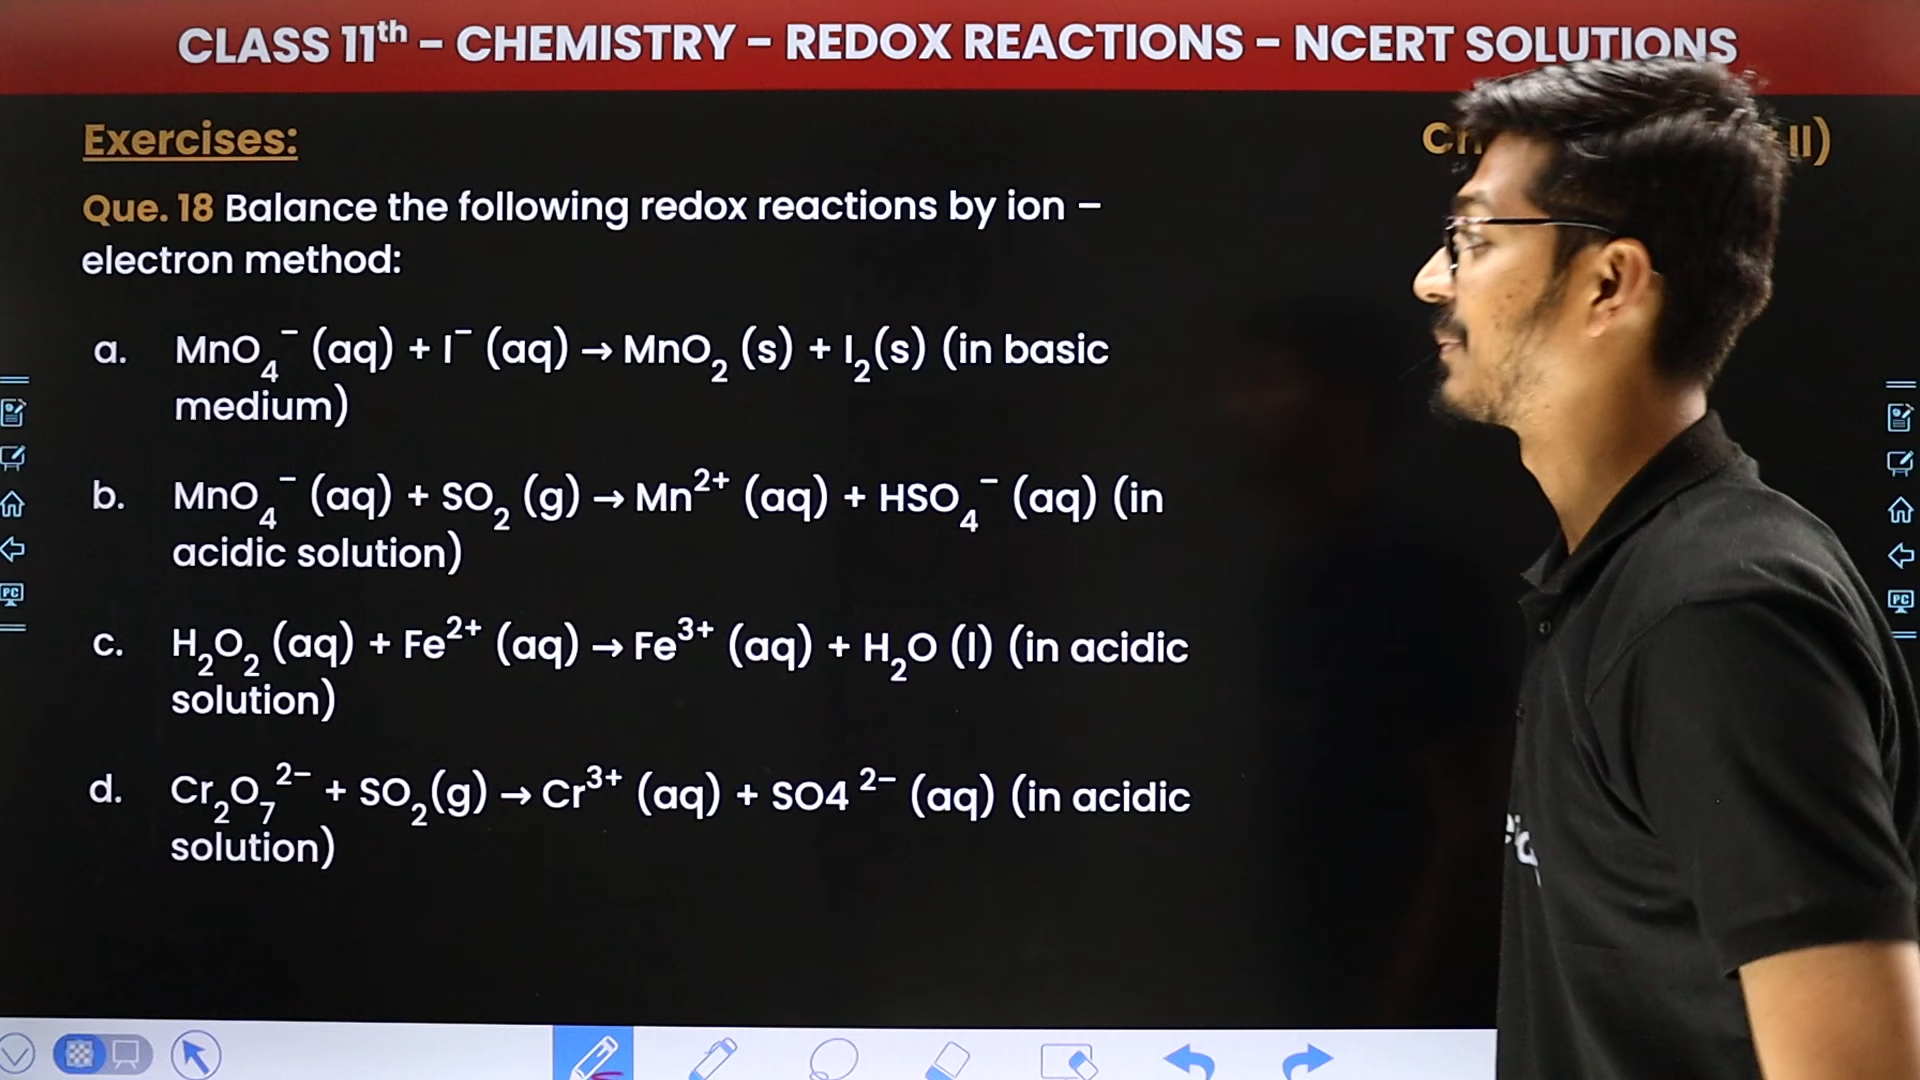 CLASS 11th – CHEMISTRY – REDOX REACTIONS – NCERT SOLUTIONS
Exercises:
II)
Que. 18 Balance the following redox reactions by ion –
electron method:
a. MnO₄⁻ (aq) + I⁻ (aq) → MnO₂ (s) + I₂(s) (in basic
medium)
b. MnO₄⁻ (aq) + SO₂ (g) → Mn²⁺ (aq) + HSO₄⁻ (aq) (in
acidic solution)
c. H₂O₂ (aq) + Fe²⁺ (aq) → Fe³⁺ (aq) + H₂O (l) (in acidic
solution)
d. Cr₂O₇²⁻ + SO₂(g) → Cr³⁺ (aq) + SO4 ²⁻ (aq) (in acidic
solution)
PC
PC